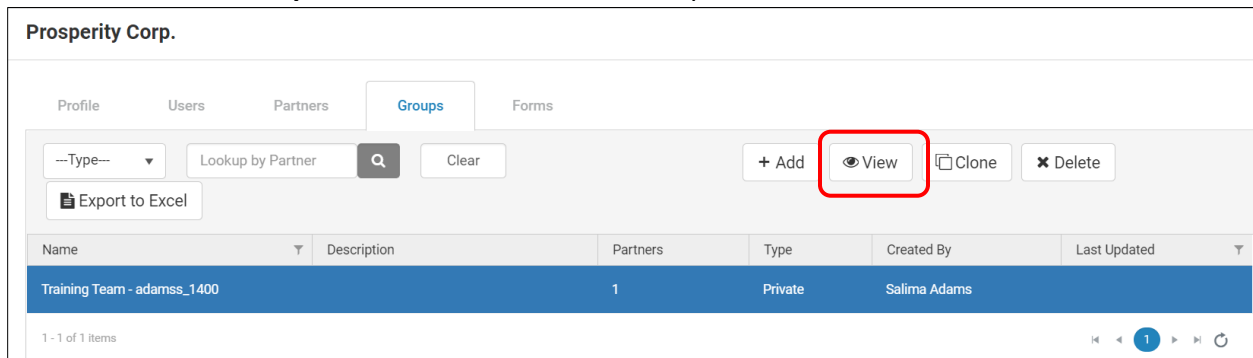 Prosperity Corp.
Profile Users Partners Groups Forms
---Type--- Lookup by Partner Clear + Add View Clone Delete
Export to Excel
Name Description Partners Type Created By Last Updated
Training Team - adamss_1400 1 Private Salima Adams
1 - 1 of 1 items 1